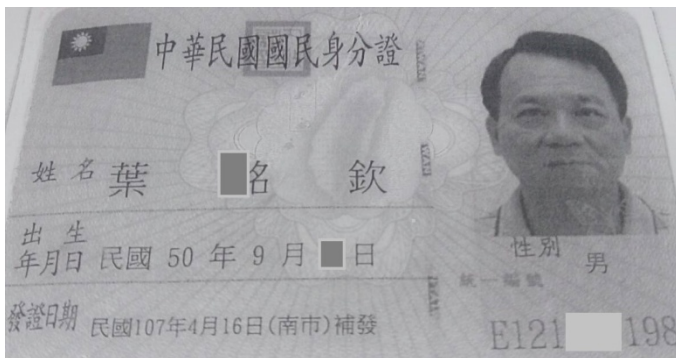 中華民國國民身分證
姓名 葉 名 欽
出生年月日 民國 50 年 9 月 日
性別 男
統一編號
發證日期 民國107年4月16日(南市)補發
E121 198